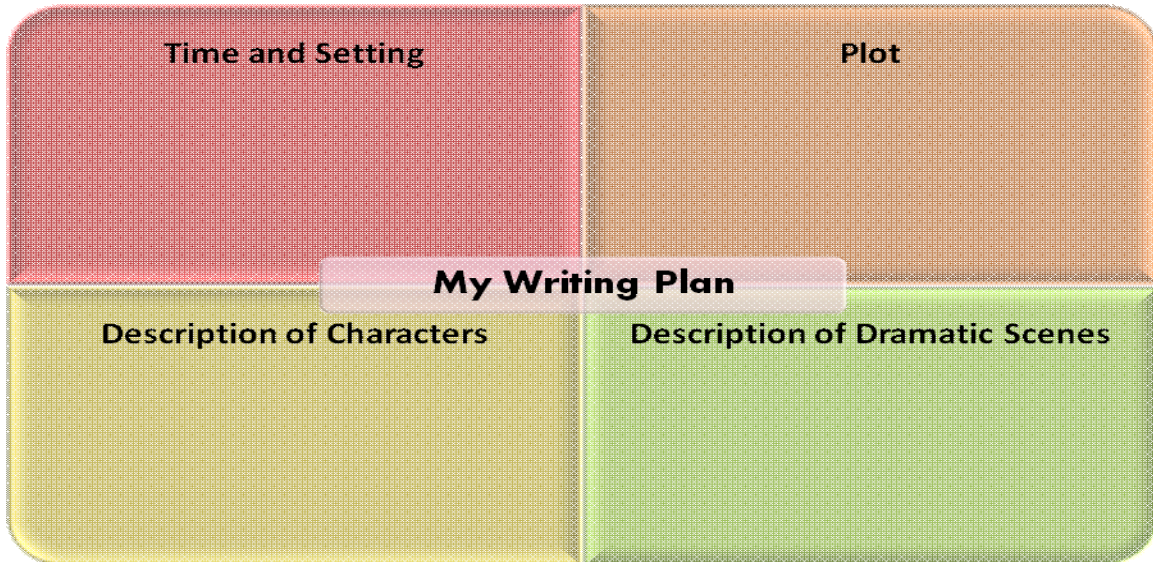 Time and Setting
Plot
My Writing Plan
Description of Characters
Description of Dramatic Scenes